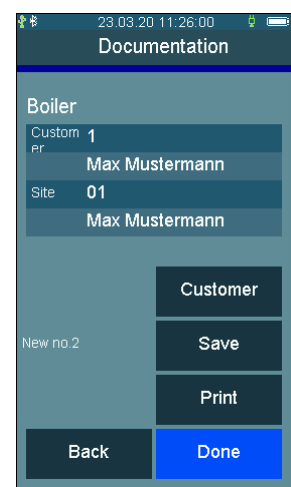 23.03.20 11:26:00
Documentation
Boiler
Custom 1
er
Max Mustermann
Site 01
Max Mustermann
Customer
New no.2
Save
Print
Back
Done